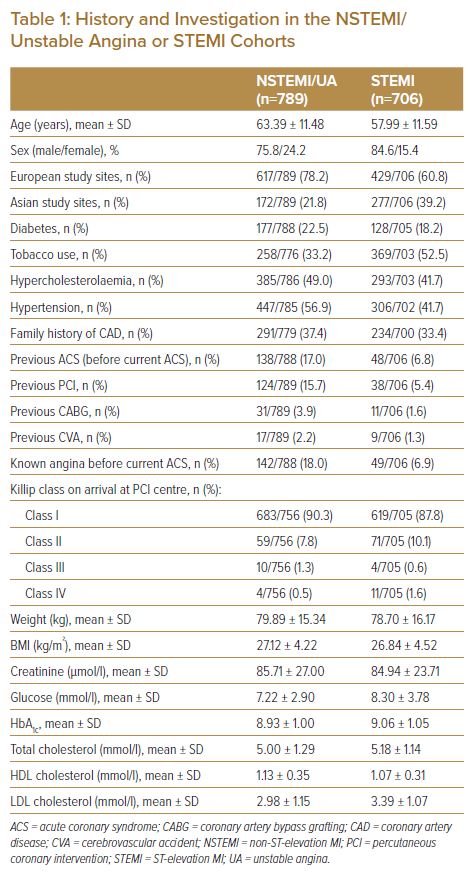 Table 1: History and Investigation in the NSTEMI/
Unstable Angina or STEMI Cohorts
NSTEMI/UA STEMI
(n=789) (n=706)
Age (years), mean ± SD 63.39 ± 11.48 57.99 ± 11.59
Sex (male/female), % 75.8/24.2 84.6/15.4
European study sites, n (%) 617/789 (78.2) 429/706 (60.8)
Asian study sites, n (%) 172/789 (21.8) 277/706 (39.2)
Diabetes, n (%) 177/788 (22.5) 128/705 (18.2)
Tobacco use, n (%) 258/776 (33.2) 369/703 (52.5)
Hypercholesterolaemia, n (%) 385/786 (49.0) 293/703 (41.7)
Hypertension, n (%) 447/785 (56.9) 306/702 (41.7)
Family history of CAD, n (%) 291/779 (37.4) 234/700 (33.4)
Previous ACS (before current ACS), n (%) 138/788 (17.0) 48/706 (6.8)
Previous PCI, n (%) 124/789 (15.7) 38/706 (5.4)
Previous CABG, n (%) 31/789 (3.9) 11/706 (1.6)
Previous CVA, n (%) 17/789 (2.2) 9/706 (1.3)
Known angina before current ACS, n (%) 142/788 (18.0) 49/706 (6.9)
Killip class on arrival at PCI centre, n (%):
Class I 683/756 (90.3) 619/705 (87.8)
Class II 59/756 (7.8) 71/705 (10.1)
Class III 10/756 (1.3) 4/705 (0.6)
Class IV 4/756 (0.5) 11/705 (1.6)
Weight (kg), mean ± SD 79.89 ± 15.34 78.70 ± 16.17
BMI (kg/m²), mean ± SD 27.12 ± 4.22 26.84 ± 4.52
Creatinine (μmol/l), mean ± SD 85.71 ± 27.00 84.94 ± 23.71
Glucose (mmol/l), mean ± SD 7.22 ± 2.90 8.30 ± 3.78
HbA1c, mean ± SD 8.93 ± 1.00 9.06 ± 1.05
Total cholesterol (mmol/l), mean ± SD 5.00 ± 1.29 5.18 ± 1.14
HDL cholesterol (mmol/l), mean ± SD 1.13 ± 0.35 1.07 ± 0.31
LDL cholesterol (mmol/l), mean ± SD 2.98 ± 1.15 3.39 ± 1.07
ACS = acute coronary syndrome; CABG = coronary artery bypass grafting; CAD = coronary artery
disease; CVA = cerebrovascular accident; NSTEMI = non-ST-elevation MI; PCI = percutaneous
coronary intervention; STEMI = ST-elevation MI; UA = unstable angina.